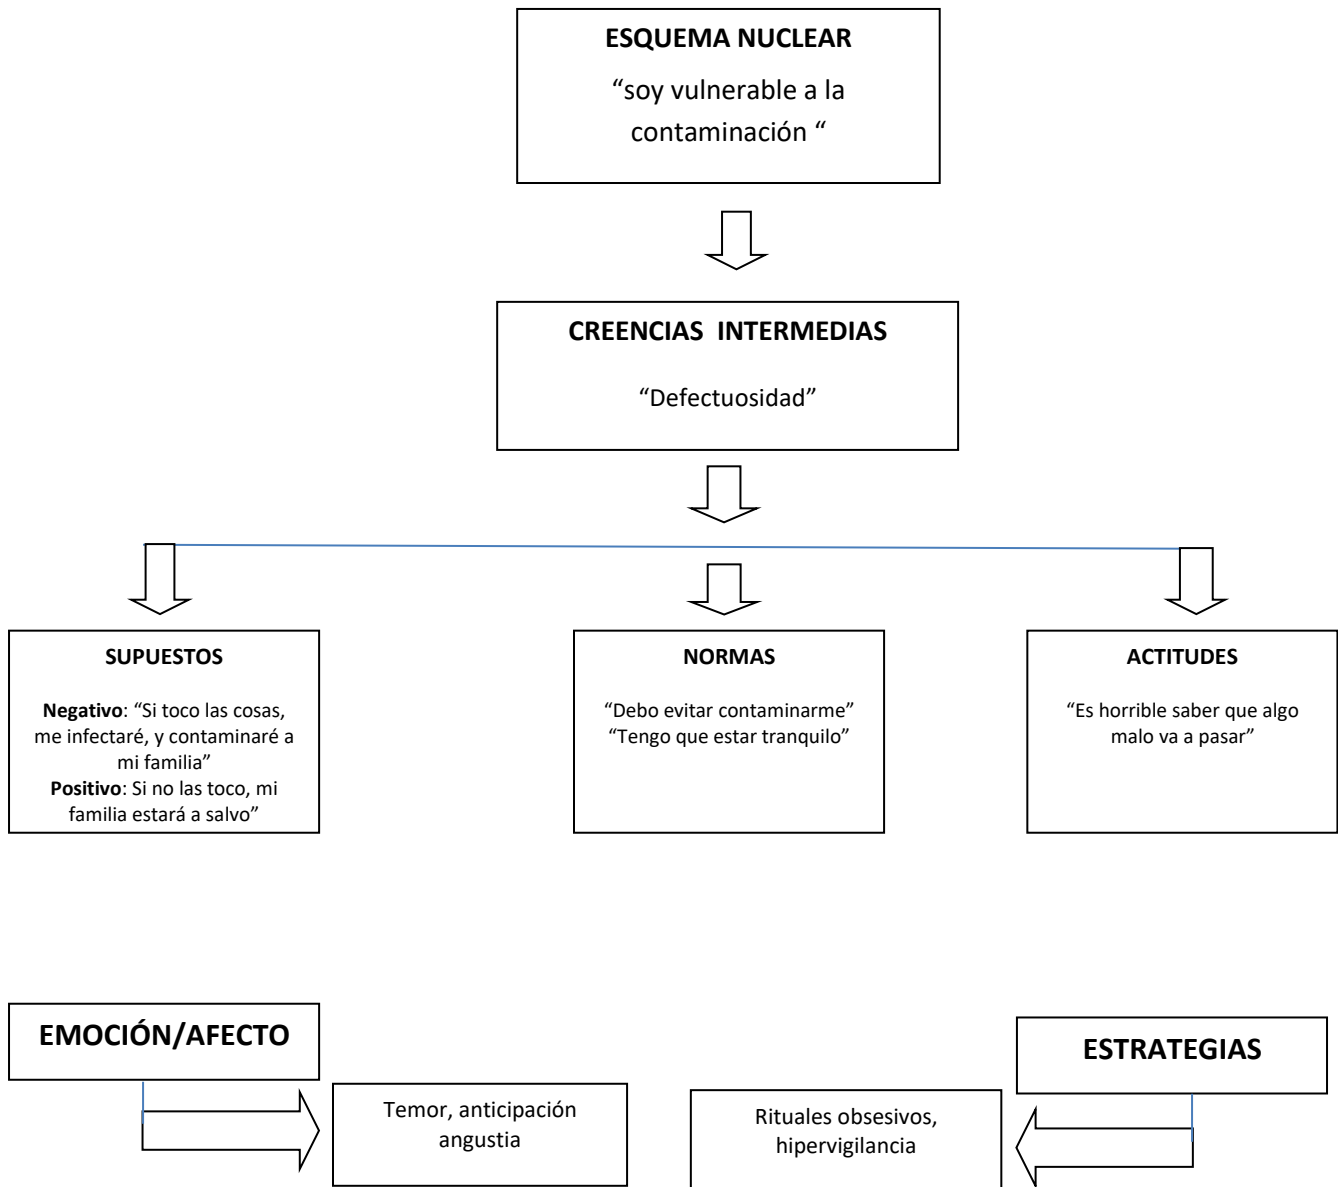 ESQUEMA NUCLEAR
“soy vulnerable a la
contaminación “
CREENCIAS  INTERMEDIAS
“Defectuosidad”
SUPUESTOS
Negativo: “Si toco las cosas,
me infectaré, y contaminaré a
mi familia”
Positivo: Si no las toco, mi
familia estará a salvo”
NORMAS
“Debo evitar contaminarme”
“Tengo que estar tranquilo”
ACTITUDES
“Es horrible saber que algo
malo va a pasar”
EMOCIÓN/AFECTO
Temor, anticipación
angustia
ESTRATEGIAS
Rituales obsesivos,
hipervigilancia